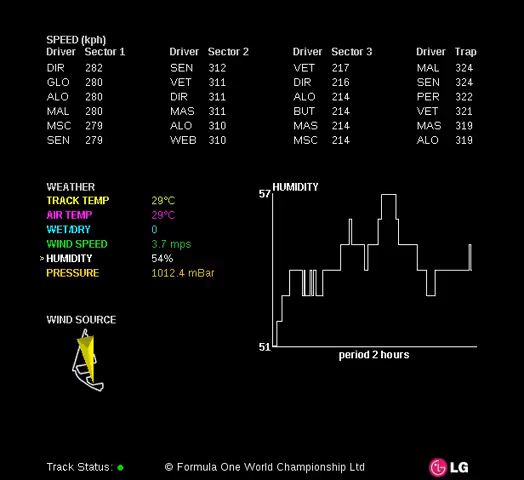 SPEED (kph)
Driver Sector 1 Driver Sector 2 Driver Sector 3 Driver Trap
DIR 282 SEN 312 VET 217 MAL 324
GLO 280 VET 311 DIR 216 SEN 324
ALO 280 DIR 311 ALO 214 PER 322
MAL 280 MAS 311 BUT 214 VET 321
MSC 279 ALO 310 MAS 214 MAS 319
SEN 279 WEB 310 MSC 214 ALO 319
WEATHER
TRACK TEMP 29°C
AIR TEMP 29°C
WET/DRY 0
WIND SPEED 3.7 mps
> HUMIDITY 54%
PRESSURE 1012.4 mBar
57 HUMIDITY
51
period 2 hours
WIND SOURCE
Track Status: © Formula One World Championship Ltd LG